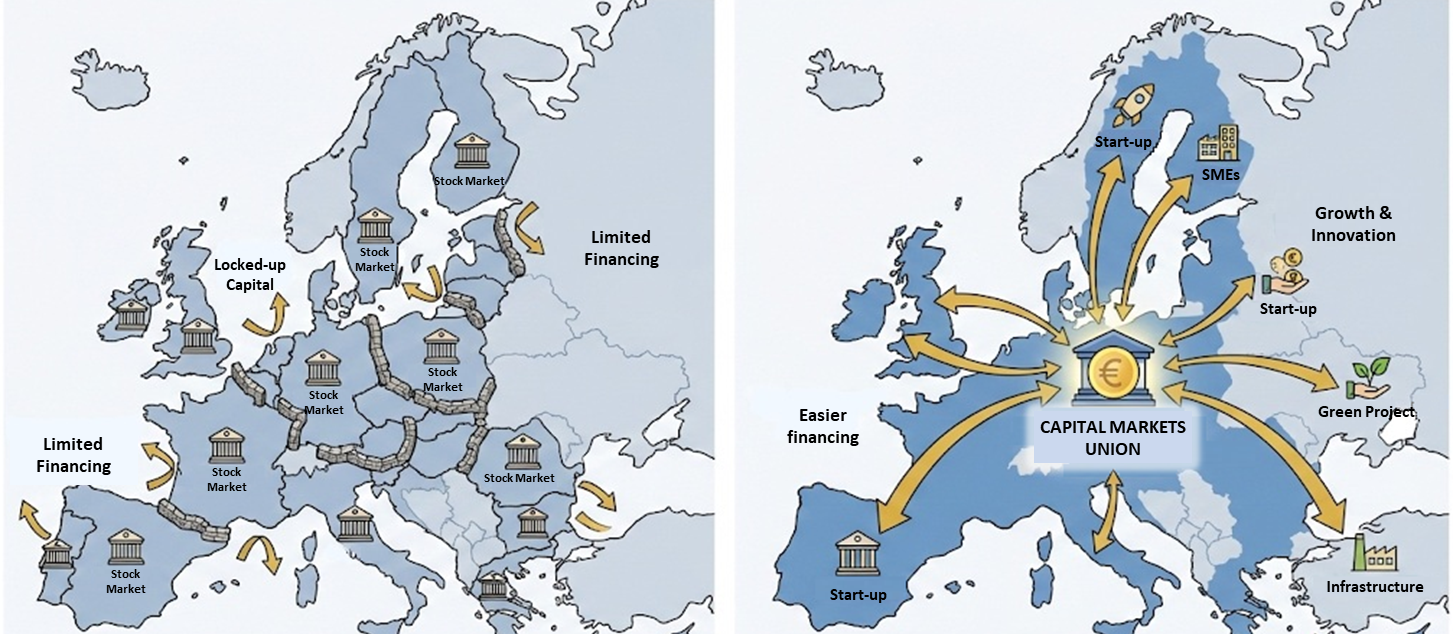 Stock Market
Stock
Market
Limited
Financing
Locked-up
Capital
Stock
Market
Stock
Market
Limited
Financing
Stock
Market
Stock Market
Stock
Market
Start-up
SMEs
Growth &
Innovation
Start-up
€
Easier
financing
Green Project
CAPITAL MARKETS
UNION
Start-up
Infrastructure